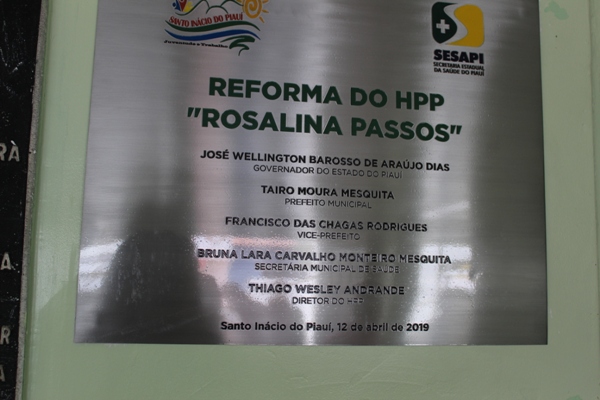 SANTO INÁCIO DO PIAUÍ
Juventude e Trabalho
SESAPI
SECRETARIA ESTADUAL
DA SAÚDE DO PIAUÍ
REFORMA DO HPP
"ROSALINA PASSOS"
JOSÉ WELLINGTON BAROSSO DE ARAÚJO DIAS
GOVERNADOR DO ESTADO DO PIAUÍ
TAIRO MOURA MESQUITA
PREFEITO MUNICIPAL
FRANCISCO DAS CHAGAS RODRIGUES
VICE-PREFEITO
BRUNA LARA CARVALHO MONTEIRO MESQUITA
SECRETÁRIA MUNICIPAL DE SAÚDE
THIAGO WESLEY ANDRANDE
DIRETOR DO HPP
Santo Inácio do Piauí, 12 de abril de 2019